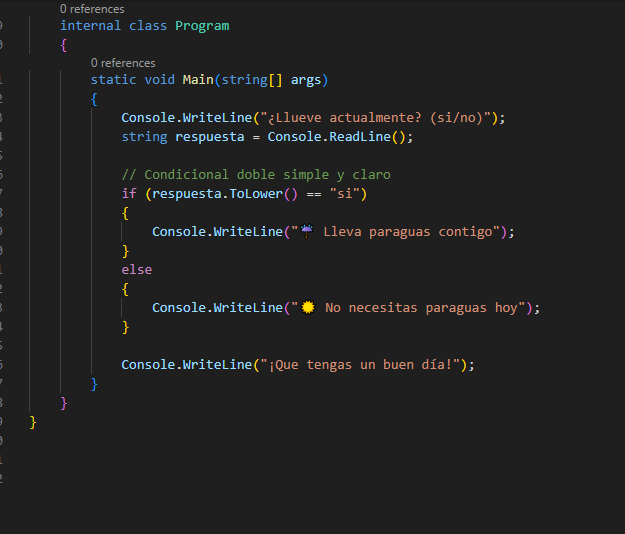 0 references
internal class Program
{
0 references
static void Main(string[] args)
{
Console.WriteLine("¿Llueve actualmente? (si/no)");
string respuesta = Console.ReadLine();
// Condicional doble simple y claro
if (respuesta.ToLower() == "si")
{
Console.WriteLine("☔ Lleva paraguas contigo");
}
else
{
Console.WriteLine("☀ No necesitas paraguas hoy");
}
Console.WriteLine("¡Que tengas un buen día!");
}
}
}